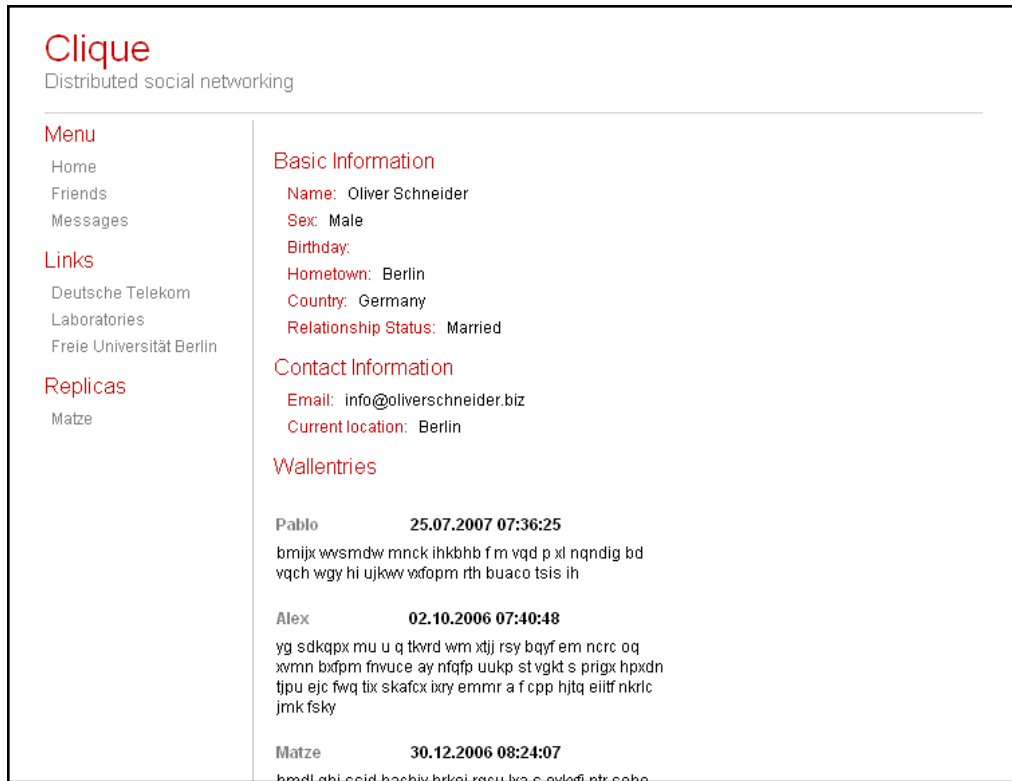 Clique
Distributed social networking
Menu
Home
Friends
Messages
Links
Deutsche Telekom
Laboratories
Freie Universität Berlin
Replicas
Matze
Basic Information
Name: Oliver Schneider
Sex: Male
Birthday:
Hometown: Berlin
Country: Germany
Relationship Status: Married
Contact Information
Email: info@oliverschneider.biz
Current location: Berlin
Wallentries
Pablo 25.07.2007 07:36:25
bmijx wvsmdw mnck ihkbhb f m vqd p xl nqndig bd
vqch wgy hi ujkwv vxfopm rth buaco tsis ih
Alex 02.10.2006 07:40:48
yg sdkqpx mu u q tkvrd wm xtjj rsy bqyf em ncrc oq
xvmn bxfpm fnvuce ay nfqfp uukp st vgkt s prigx hpxdn
tjpu ejc fwq tix skafcx ixry emmr a f cpp hjtq eiitf nkrlc
jmk fsky
Matze 30.12.2006 08:24:07